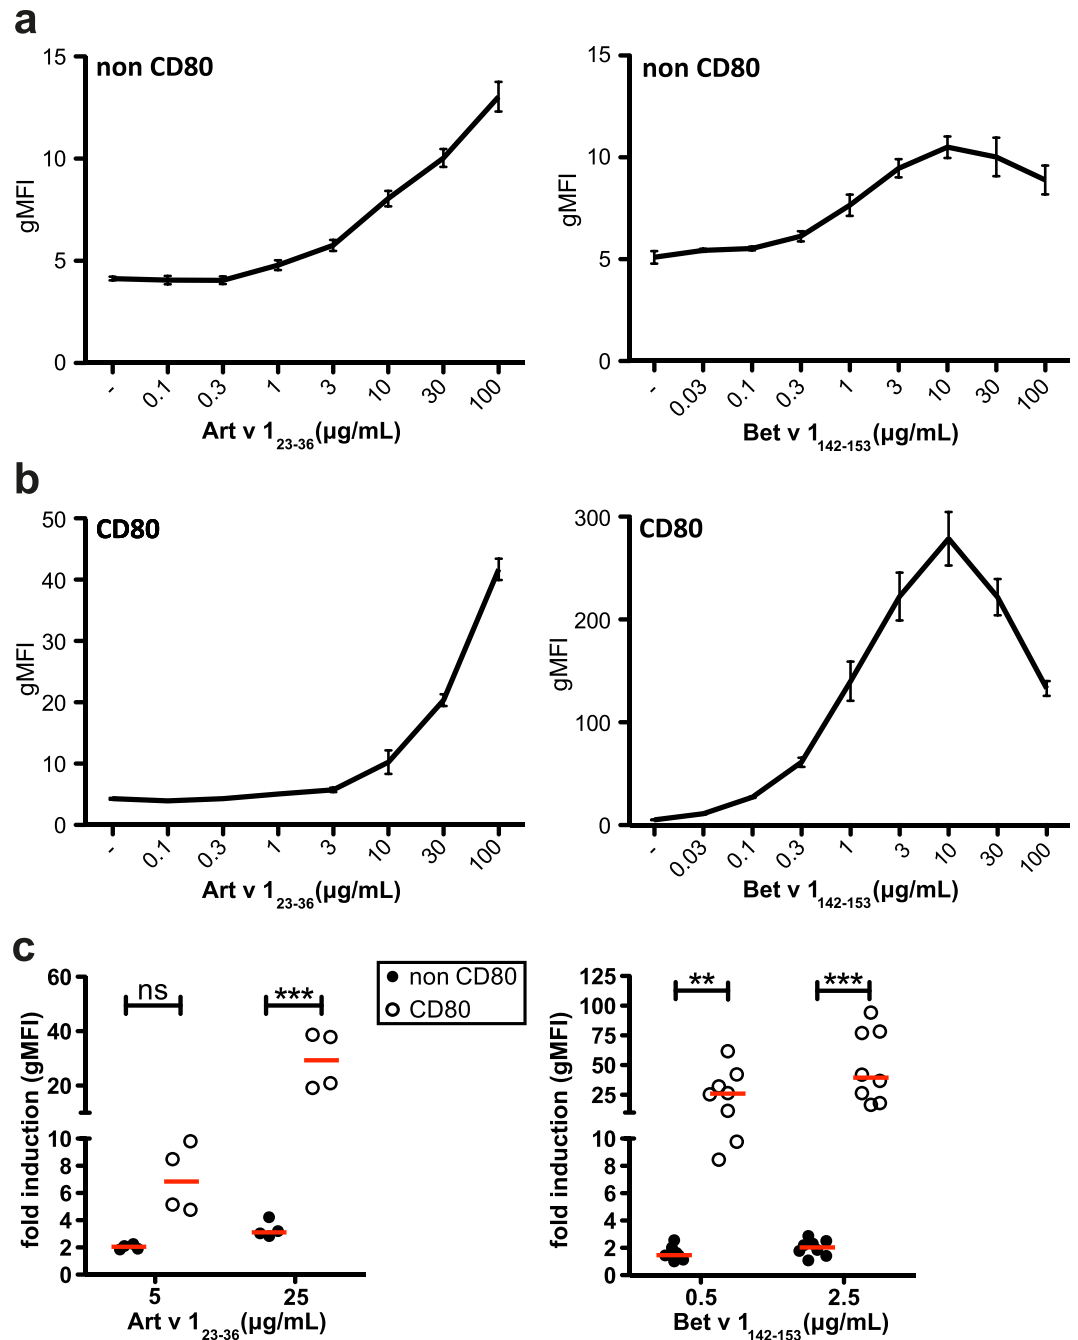 a
non CD80
15
10
5
0
gMFI
- 0.1 0.3 1 3 10 30 100
Art v 1₂₃₋₃₆(µg/mL)
non CD80
15
10
5
0
gMFI
- 0.03 0.1 0.3 1 3 10 30 100
Bet v 1₁₄₂₋₁₅₃(µg/mL)
b
CD80
50
40
30
20
10
0
gMFI
- 0.1 0.3 1 3 10 30 100
Art v 1₂₃₋₃₆(µg/mL)
CD80
300
200
100
0
gMFI
- 0.03 0.1 0.3 1 3 10 30 100
Bet v 1₁₄₂₋₁₅₃(µg/mL)
c
60
40
20
10
8
6
4
2
0
fold induction (gMFI)
ns
***
5 25
Art v 1₂₃₋₃₆(µg/mL)
non CD80
CD80
125
100
75
50
25
10
8
6
4
2
0
fold induction (gMFI)
**
***
0.5 2.5
Bet v 1₁₄₂₋₁₅₃(µg/mL)